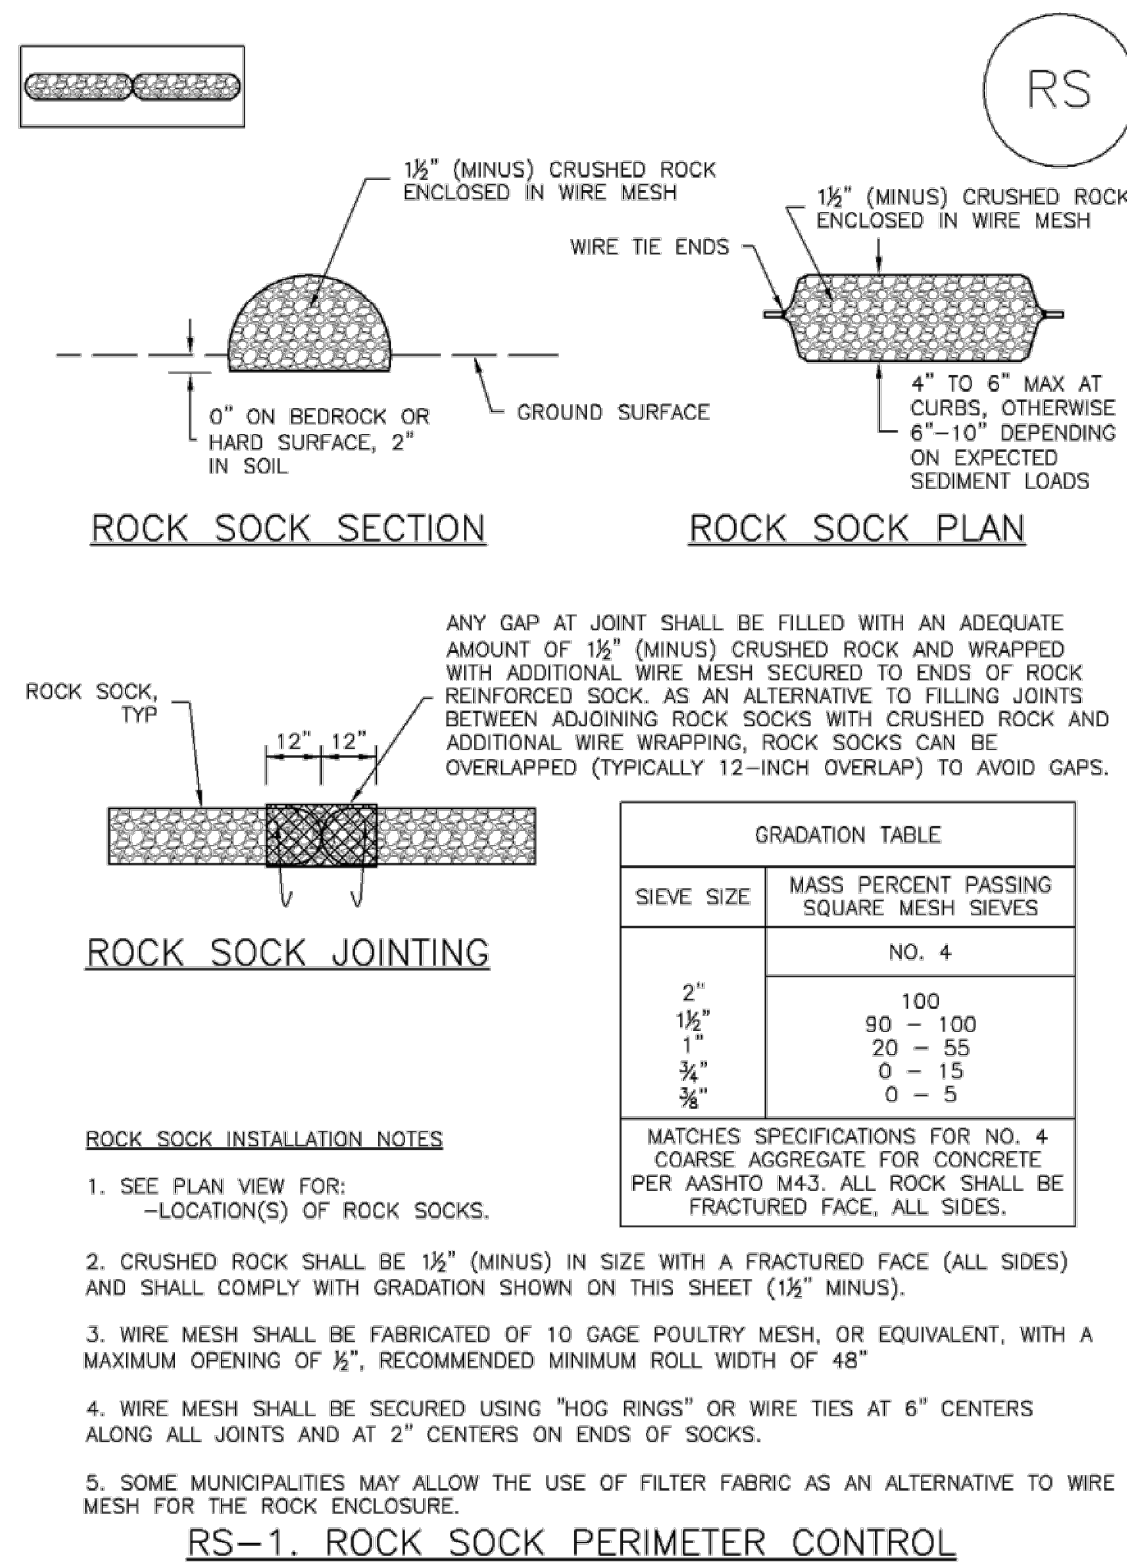 RS
1½" (MINUS) CRUSHED ROCK
ENCLOSED IN WIRE MESH
1½" (MINUS) CRUSHED ROCK
ENCLOSED IN WIRE MESH
WIRE TIE ENDS
0" ON BEDROCK OR
HARD SURFACE, 2"
IN SOIL
GROUND SURFACE
4" TO 6" MAX AT
CURBS, OTHERWISE
6"-10" DEPENDING
ON EXPECTED
SEDIMENT LOADS
ROCK SOCK SECTION
ROCK SOCK PLAN
ANY GAP AT JOINT SHALL BE FILLED WITH AN ADEQUATE
AMOUNT OF 1½" (MINUS) CRUSHED ROCK AND WRAPPED
WITH ADDITIONAL WIRE MESH SECURED TO ENDS OF ROCK
REINFORCED SOCK. AS AN ALTERNATIVE TO FILLING JOINTS
BETWEEN ADJOINING ROCK SOCKS WITH CRUSHED ROCK AND
ADDITIONAL WIRE WRAPPING, ROCK SOCKS CAN BE
OVERLAPPED (TYPICALLY 12-INCH OVERLAP) TO AVOID GAPS.
ROCK SOCK,
TYP
12" 12"
ROCK SOCK JOINTING
GRADATION TABLE
SIEVE SIZE
MASS PERCENT PASSING
SQUARE MESH SIEVES
NO. 4
2" 100
1½" 90 - 100
1" 20 - 55
¾" 0 - 15
⅜" 0 - 5
MATCHES SPECIFICATIONS FOR NO. 4
COARSE AGGREGATE FOR CONCRETE
PER AASHTO M43. ALL ROCK SHALL BE
FRACTURED FACE, ALL SIDES.
ROCK SOCK INSTALLATION NOTES
1. SEE PLAN VIEW FOR:
-LOCATION(S) OF ROCK SOCKS.
2. CRUSHED ROCK SHALL BE 1½" (MINUS) IN SIZE WITH A FRACTURED FACE (ALL SIDES)
AND SHALL COMPLY WITH GRADATION SHOWN ON THIS SHEET (1½" MINUS).
3. WIRE MESH SHALL BE FABRICATED OF 10 GAGE POULTRY MESH, OR EQUIVALENT, WITH A
MAXIMUM OPENING OF ½", RECOMMENDED MINIMUM ROLL WIDTH OF 48"
4. WIRE MESH SHALL BE SECURED USING "HOG RINGS" OR WIRE TIES AT 6" CENTERS
ALONG ALL JOINTS AND AT 2" CENTERS ON ENDS OF SOCKS.
5. SOME MUNICIPALITIES MAY ALLOW THE USE OF FILTER FABRIC AS AN ALTERNATIVE TO WIRE
MESH FOR THE ROCK ENCLOSURE.
RS-1. ROCK SOCK PERIMETER CONTROL